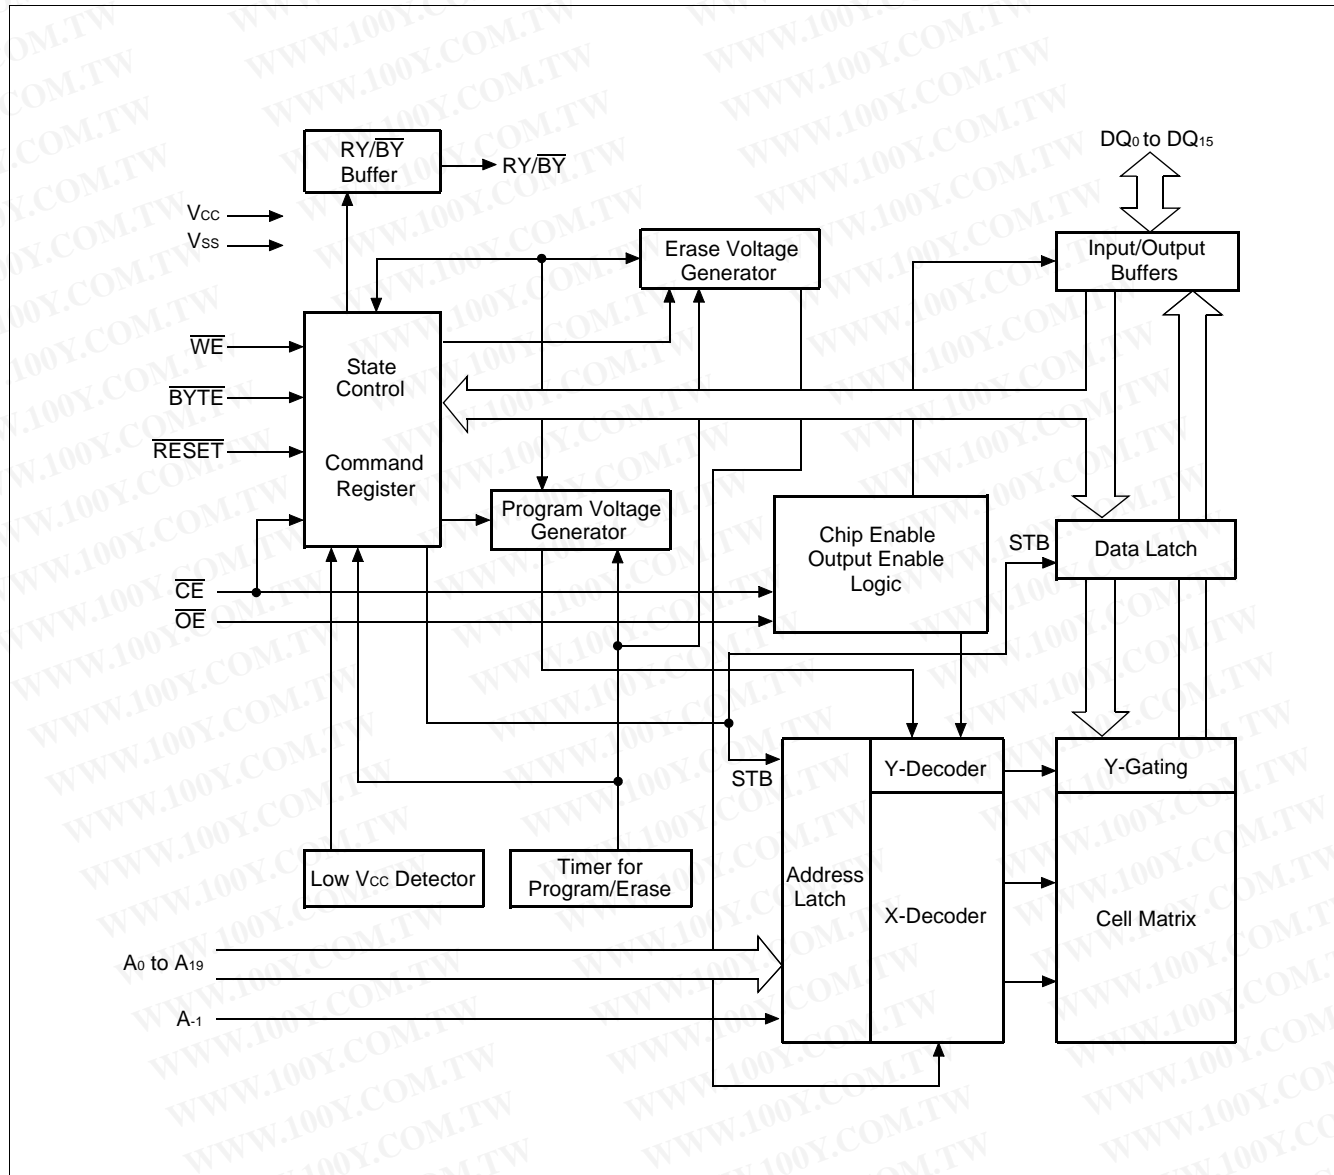 DQ0 to DQ15
RY/BY
Buffer
RY/BY
VCC
VSS
Erase Voltage
Generator
Input/Output
Buffers
WE
State
Control
BYTE
RESET
Command
Register
Program Voltage
Generator
Chip Enable
Output Enable
Logic
STB
Data Latch
CE
OE
STB
Y-Decoder
Y-Gating
Low VCC Detector
Timer for
Program/Erase
Address
Latch
X-Decoder
Cell Matrix
A0 to A19
A-1
WWW.100Y.COM.TW